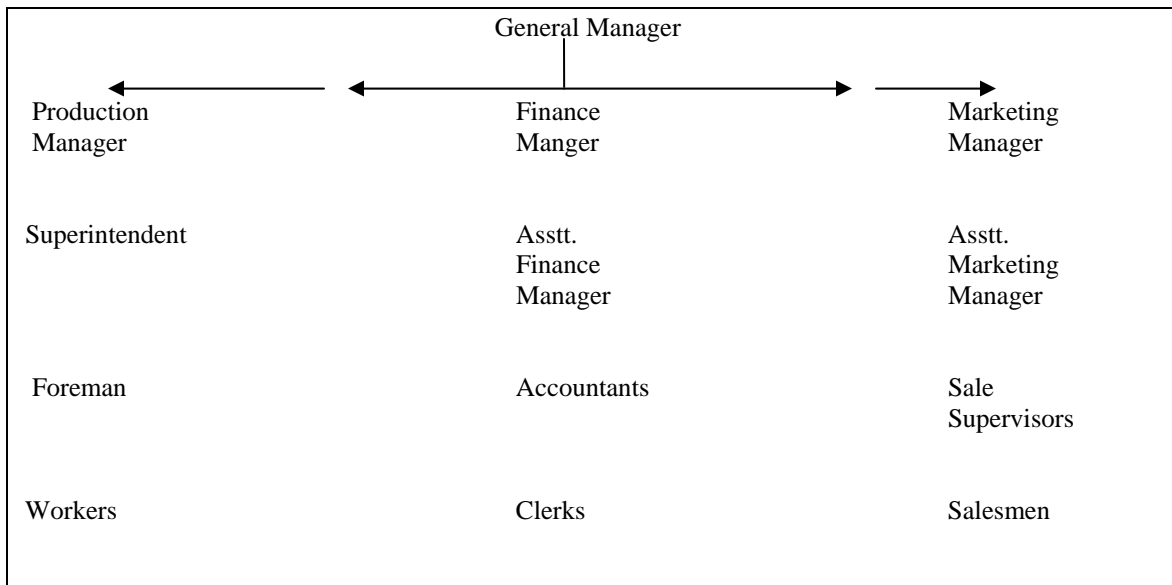 General Manager
Production Finance Marketing
Manager Manger Manager
Superintendent Asstt. Asstt.
Finance Marketing
Manager Manager
Foreman Accountants Sale
Supervisors
Workers Clerks Salesmen